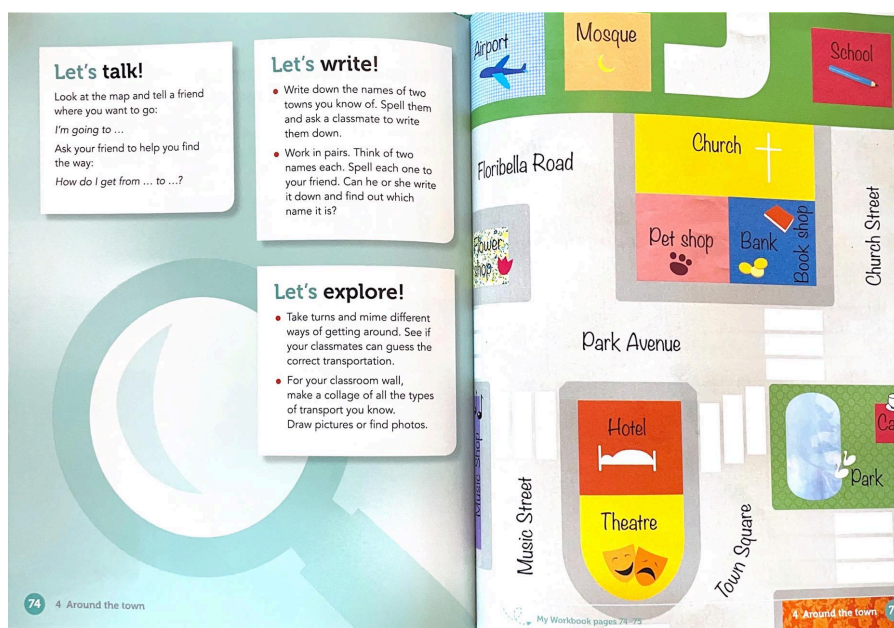 Let's talk!
Look at the map and tell a friend
where you want to go:
I'm going to ...
Ask your friend to help you find
the way:
How do I get from ... to ...?
Let's write!
• Write down the names of two
towns you know of. Spell them
and ask a classmate to write
them down.
• Work in pairs. Think of two
names each. Spell each one to
your friend. Can he or she write
it down and find out which
name it is?
Let's explore!
• Take turns and mime different
ways of getting around. See if
your classmates can guess the
correct transportation.
• For your classroom wall,
make a collage of all the types
of transport you know.
Draw pictures or find photos.
74 4 Around the town
Airport
Mosque
School
Floribella Road
Church
Church Street
Flower
shop
Pet shop
Bank
Book shop
Park Avenue
Music Shop
Hotel
Park
Music Street
Theatre
Town Square
My Workbook pages 74–75
4 Around the town